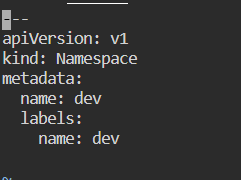 ---
apiVersion: v1
kind: Namespace
metadata:
  name: dev
  labels:
    name: dev